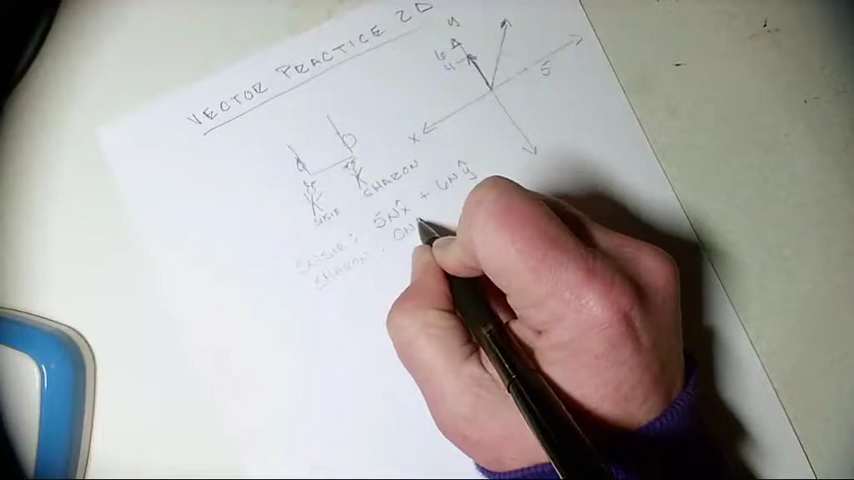 VECTOR PRACTICE 2D
y
6
4
5
x
SUSIE
SHARON
SUSIE: 5N x̂ + 6N ŷ
SHARON: 0N